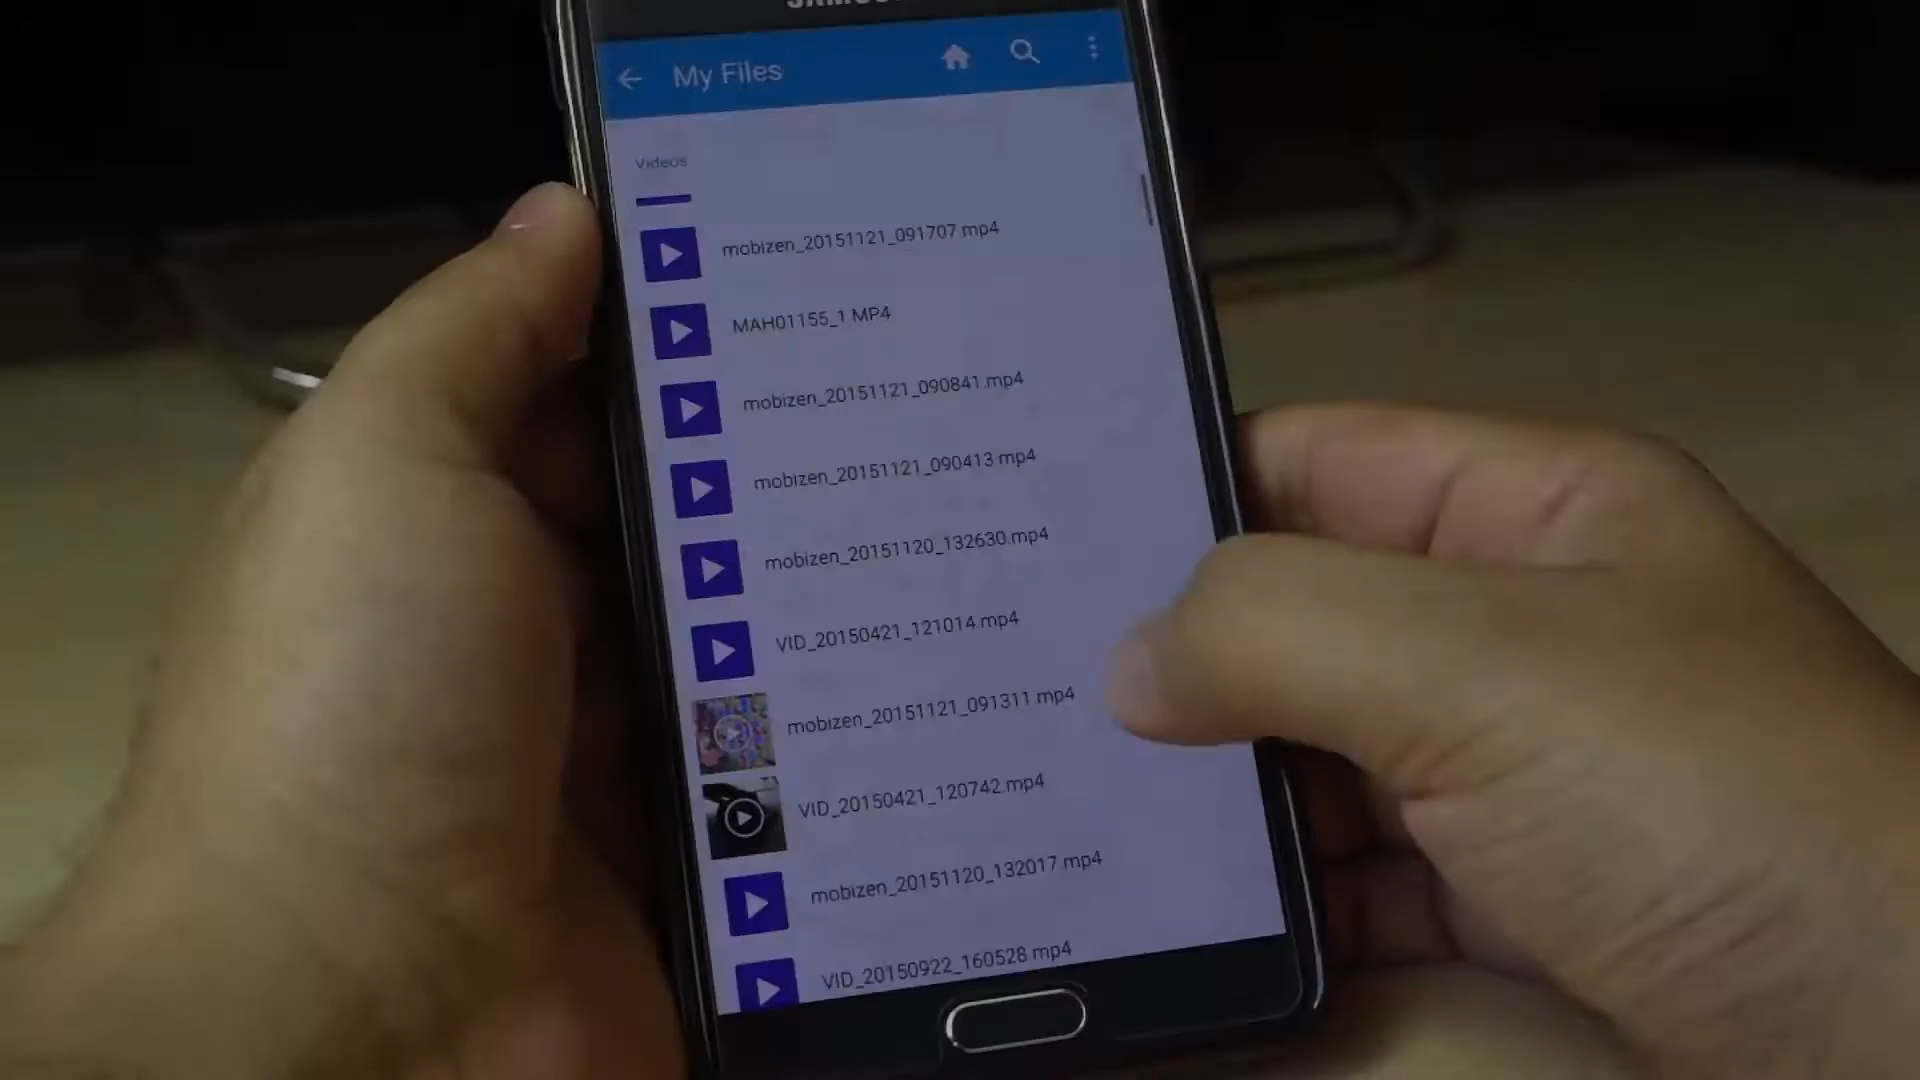 SAMSUNG
My Files
Videos
mobizen_20151121_091707.mp4
MAH01155_1 MP4
mobizen_20151121_090841.mp4
mobizen_20151121_090413.mp4
mobizen_20151120_132630.mp4
VID_20150421_121014.mp4
mobizen_20151121_091311.mp4
VID_20150421_120742.mp4
mobizen_20151120_132017.mp4
VID_20150922_160528.mp4